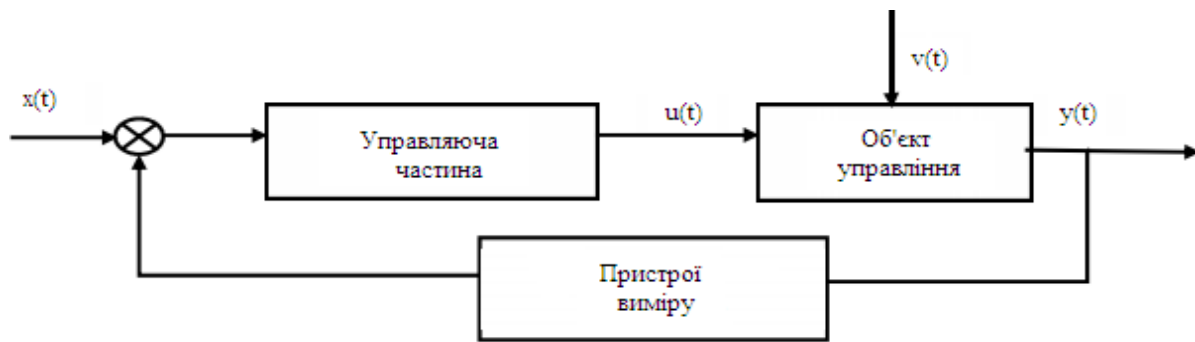 v(t)
x(t)
u(t)
y(t)
Управляюча
частина
Об'єкт
управління
Пристрої
виміру